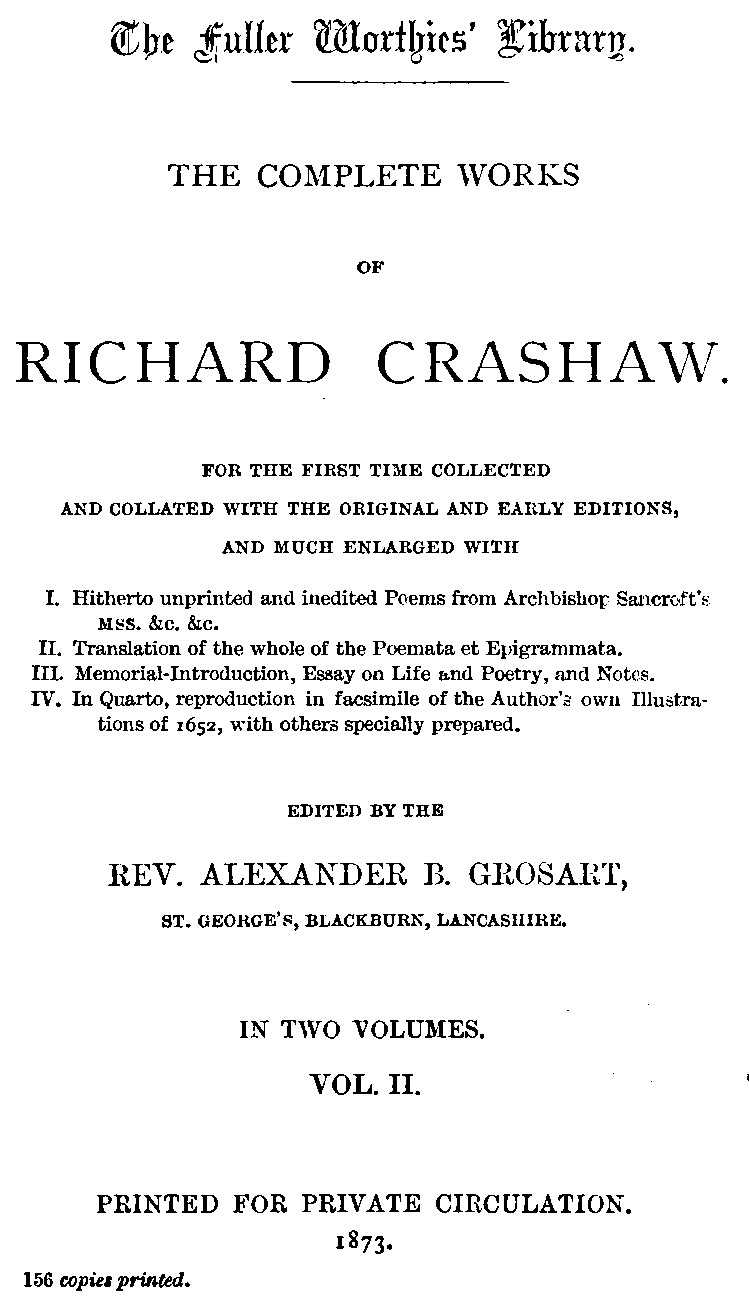 The Fuller Worthies' Library.
THE COMPLETE WORKS
OF
RICHARD CRASHAW.
FOR THE FIRST TIME COLLECTED
AND COLLATED WITH THE ORIGINAL AND EARLY EDITIONS,
AND MUCH ENLARGED WITH
I. Hitherto unprinted and inedited Poems from Archbishop Sancroft's
MSS. &c. &c.
II. Translation of the whole of the Poemata et Epigrammata.
III. Memorial-Introduction, Essay on Life and Poetry, and Notes.
IV. In Quarto, reproduction in facsimile of the Author's own Illustra-
tions of 1652, with others specially prepared.
EDITED BY THE
REV. ALEXANDER B. GROSART,
ST. GEORGE'S, BLACKBURN, LANCASHIRE.
IN TWO VOLUMES.
VOL. II.
PRINTED FOR PRIVATE CIRCULATION.
1873.
156 copies printed.